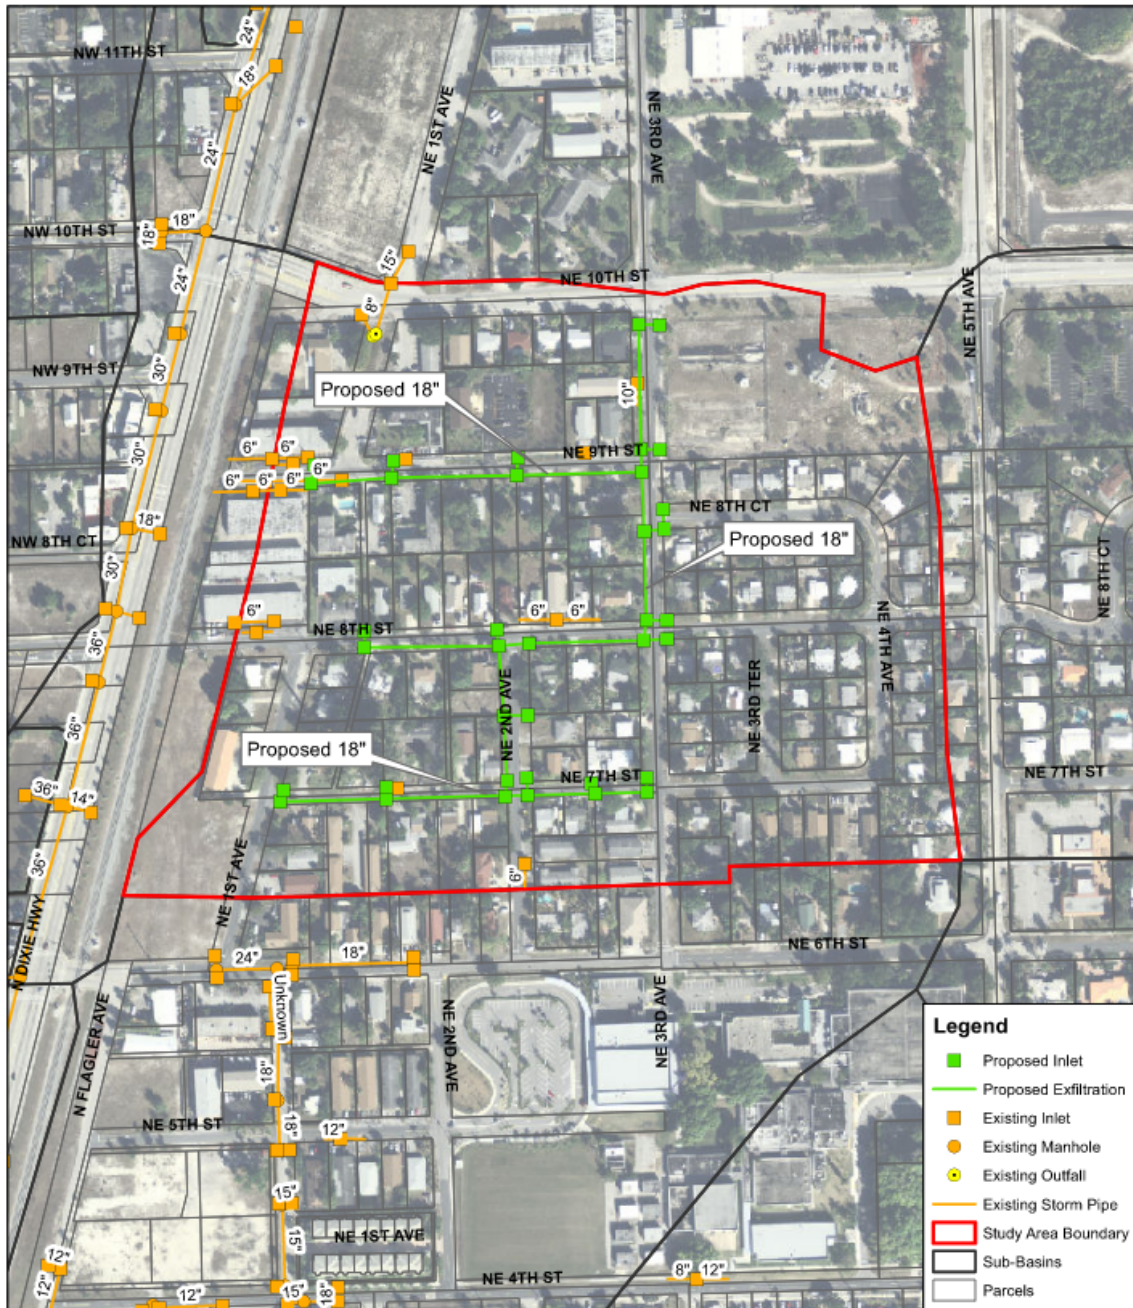 24"
NW 11TH ST
18"
NE 1ST AVE
NE 3RD AVE
24"
18"
NW 10TH ST
18"
15"
NE 10TH ST
NE 5TH AVE
24"
8"
NW 9TH ST
30"
Proposed 18"
10"
30"
6"
6"
NE 9TH ST
6"
6"
6"
6"
18"
NW 8TH CT
NE 8TH CT
Proposed 18"
30"
NE 8TH CT
6"
6"
6"
NE 8TH ST
36"
NE 4TH AVE
NE 2ND AVE
NE 3RD TER
36"
Proposed 18"
NE 7TH ST
NE 7TH ST
36"
14"
36"
NE 1ST AVE
6"
N DIXIE HWY
NE 6TH ST
24"
18"
Unknown
NE 3RD AVE
NE 2ND AVE
N FLAGLER AVE
18"
NE 5TH ST
18"
12"
15"
NE 1ST AVE
15"
12"
12"
NE 4TH ST
8"
12"
15"
18"
12"
Legend
Proposed Inlet
Proposed Exfiltration
Existing Inlet
Existing Manhole
Existing Outfall
Existing Storm Pipe
Study Area Boundary
Sub-Basins
Parcels